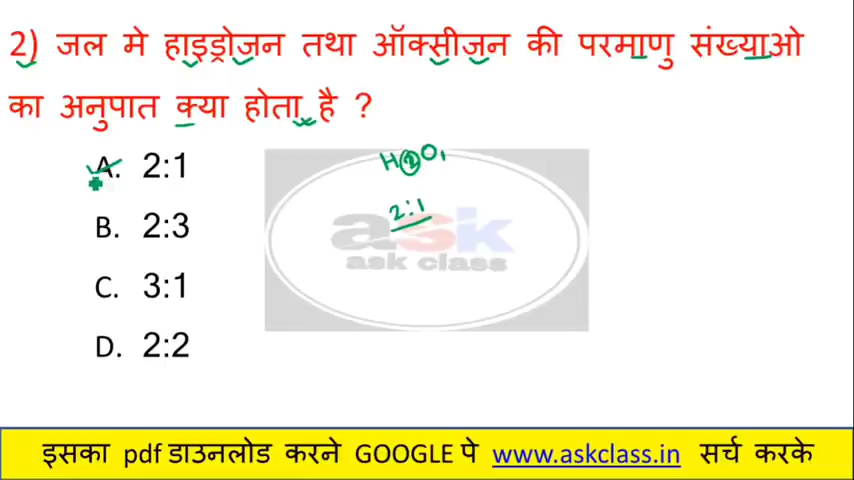 2) जल मे हाइड्रोजन तथा ऑक्सीजन की परमाणु संख्याओ
का अनुपात क्या होता है ?
A. 2:1
H2O1
B. 2:3
2:1
ask
ask class
C. 3:1
D. 2:2
इसका pdf डाउनलोड करने GOOGLE पे www.askclass.in सर्च करके